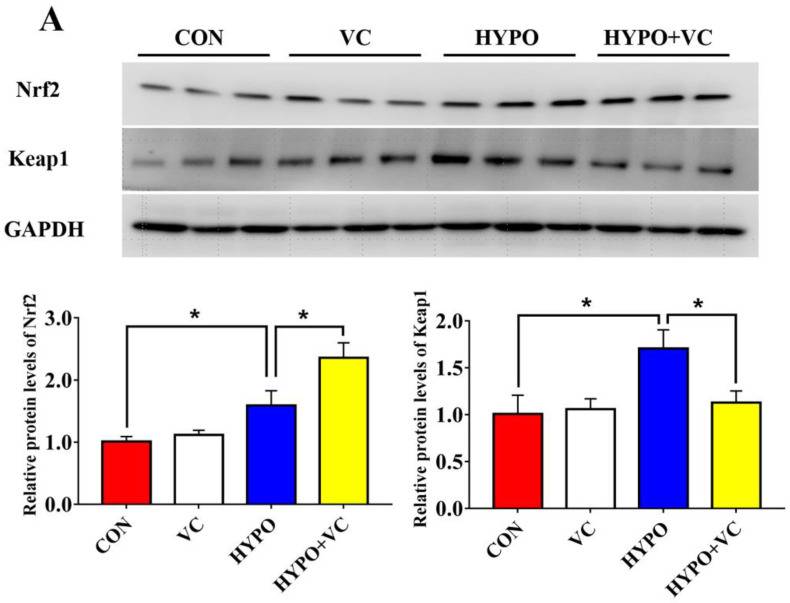 A
CON VC HYPO HYPO+VC
Nrf2
Keap1
GAPDH
Relative protein levels of Nrf2
3.0
2.0
1.0
0.0
* *
CON VC HYPO HYPO+VC
Relative protein levels of Keap1
2.0
1.5
1.0
0.5
0.0
* *
CON VC HYPO HYPO+VC